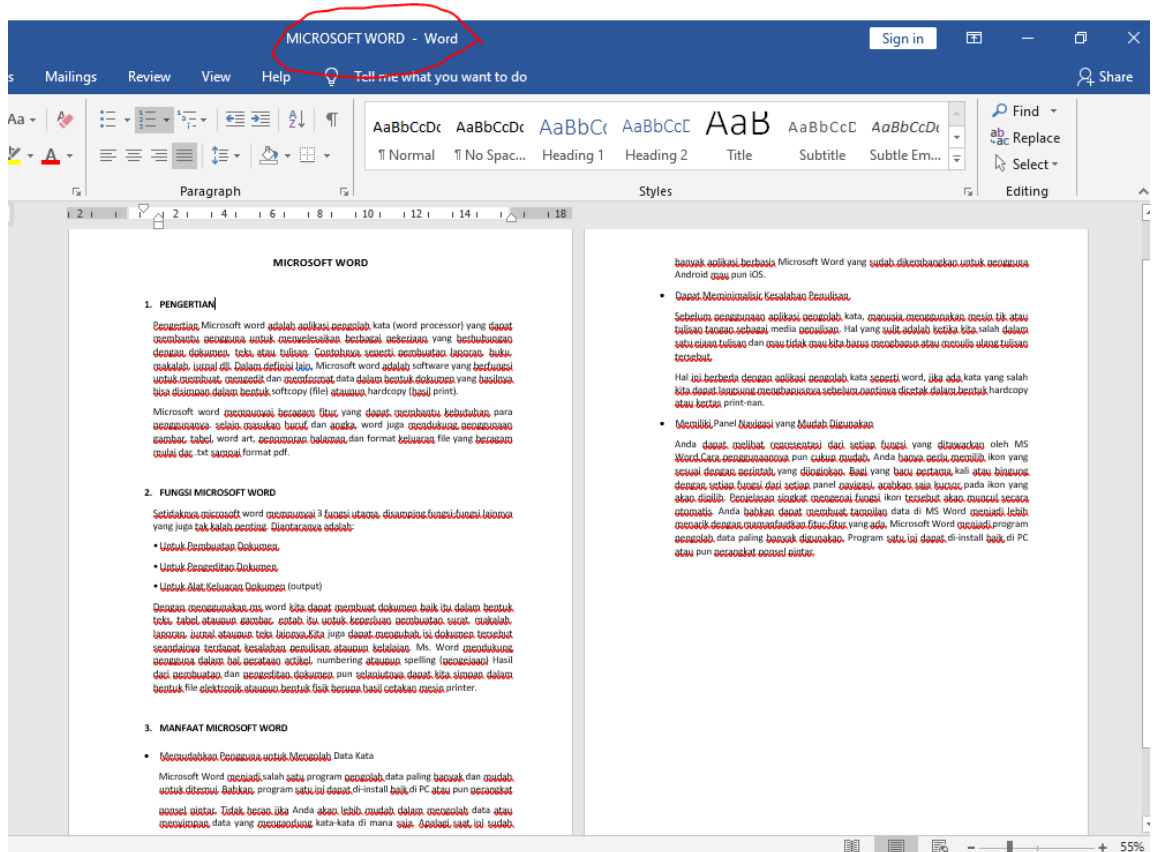 MICROSOFT WORD - Word
Sign in
s Mailings Review View Help Tell me what you want to do
Share
Aa
AaBbCcDc AaBbCcDc AaBbCc AaBbCcE AaB AaBbCcD AaBbCcDc
¶ Normal ¶ No Spac... Heading 1 Heading 2 Title Subtitle Subtle Em...
Find
Replace
Select
Paragraph
Styles
Editing
2 2 4 6 8 10 12 14 18
MICROSOFT WORD
1. PENGERTIAN
Pengertian Microsoft word adalah aplikasi pengolah kata (word processor) yang dapat
membantu pengguna untuk menyelesaikan berbagai pekerjaan yang berhubungan
dengan dokumen, teks atau tulisan. Contohnya seperti pembuatan laporan, buku,
makalah, jurnal dll. Dalam definisi lain, Microsoft word adalah software yang berfungsi
untuk membuat, mengedit dan memformat data dalam bentuk dokumen yang hasilnya
bisa disimpan dalam bentuk softcopy (file) ataupun hardcopy (hasil print).
Microsoft word mempunyai beragam fitur yang dapat membantu kebutuhan para
penggunanya. selain masukan huruf dan angka, word juga mendukung penggunaan
gambar, tabel, word art, penomoran halaman dan format keluaran file yang beragam
mulai dar .txt sampai format pdf.
2. FUNGSI MICROSOFT WORD
Setidaknya microsoft word mempunyai 3 fungsi utama, disamping fungsi-fungsi lainnya
yang juga tak kalah penting. Diantaranya adalah:
• Untuk Pembuatan Dokumen
• Untuk Pengeditan Dokumen
• Untuk Alat Keluaran Dokumen (output)
Dengan menggunakan ms word kita dapat membuat dokumen baik itu dalam bentuk
teks, tabel ataupun gambar, entah itu untuk keperluan pembuatan surat, makalah,
laporan, jurnal ataupun teks lainnya.Kita juga dapat mengubah isi dokumen tersebut
seandainya terdapat kesalahan penulisan ataupun kelalaian. Ms. Word mendukung
pengguna dalam hal perataan artikel, numbering ataupun spelling (pengejaan) Hasil
dari pembuatan dan pengeditan dokumen pun selanjutnya dapat kita simpan dalam
bentuk file elektronik ataupun bentuk fisik berupa hasil cetakan mesin printer.
3. MANFAAT MICROSOFT WORD
• Memudahkan Pengguna untuk Mengolah Data Kata
Microsoft Word menjadi salah satu program pengolah data paling banyak dan mudah
untuk ditemui. Bahkan, program satu ini dapat di-install baik di PC atau pun perangkat
ponsel pintar. Tidak heran jika Anda akan lebih mudah dalam mengolah data atau
menyimpan data yang mengandung kata-kata di mana saja. Apalagi saat ini sudah
banyak aplikasi berbasis Microsoft Word yang sudah dikembangkan untuk pengguna
Android mau pun iOS.
• Dapat Meminimalisir Kesalahan Penulisan
Sebelum penggunaan aplikasi pengolah kata, manusia menggunakan mesin tik atau
tulisan tangan sebagai media penulisan. Hal yang sulit adalah ketika kita salah dalam
satu ejaan tulisan dan mau tidak mau kita harus menghapus atau menulis ulang tulisan
tersebut.
Hal ini berbeda dengan aplikasi pengolah kata seperti word, jika ada kata yang salah
kita dapat langsung menghapusnya sebelum nantinya dicetak dalam bentuk hardcopy
atau kertas print-nan.
• Memiliki Panel Navigasi yang Mudah Digunakan
Anda dapat melihat representasi dari setiap fungsi yang ditawarkan oleh MS
Word.Cara penggunaannya pun cukup mudah, Anda hanya perlu memilih ikon yang
sesuai dengan perintah yang diinginkan. Bagi yang baru pertama kali atau bingung
dengan setiap fungsi dari setiap panel navigasi, arahkan saja kursor pada ikon yang
akan dipilih. Penjelasan singkat mengenai fungsi ikon tersebut akan muncul secara
otomatis. Anda bahkan dapat membuat tampilan data di MS Word menjadi lebih
menarik dengan mamanfaatkan fitur-fitur yang ada. Microsoft Word menjadi program
pengolah data paling banyak digunakan. Program satu ini dapat di-install baik di PC
atau pun perangkat ponsel pintar.
55%